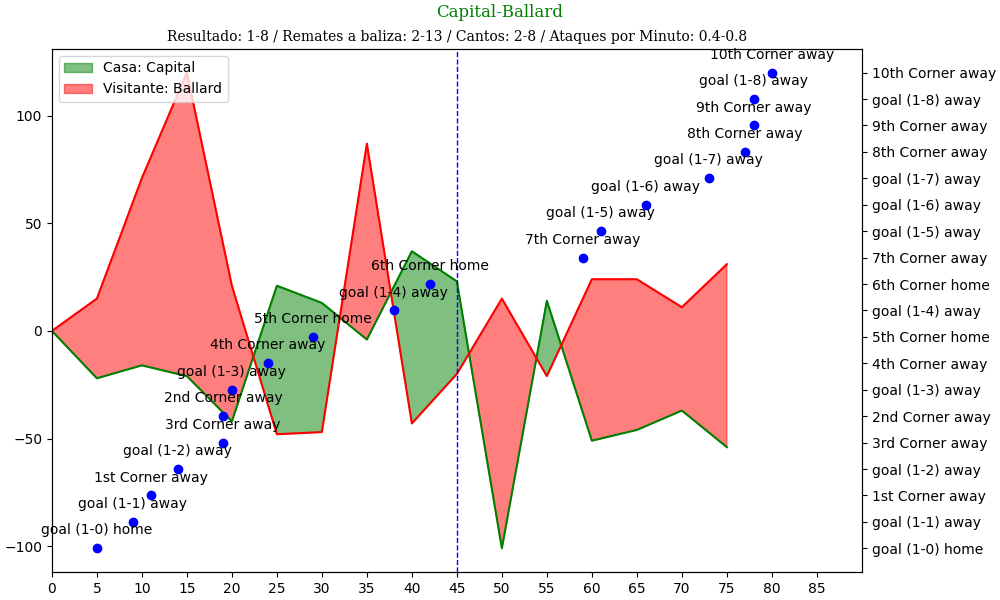 Capital-Ballard
Resultado: 1-8 / Remates a baliza: 2-13 / Cantos: 2-8 / Ataques por Minuto: 0.4-0.8
Casa: Capital
Visitante: Ballard
100
50
0
−50
−100
10th Corner away
goal (1-8) away
9th Corner away
8th Corner away
goal (1-7) away
goal (1-6) away
goal (1-5) away
7th Corner away
6th Corner home
goal (1-4) away
5th Corner home
4th Corner away
goal (1-3) away
2nd Corner away
3rd Corner away
goal (1-2) away
1st Corner away
goal (1-1) away
goal (1-0) home
10th Corner away
goal (1-8) away
9th Corner away
8th Corner away
goal (1-7) away
goal (1-6) away
goal (1-5) away
7th Corner away
6th Corner home
goal (1-4) away
5th Corner home
4th Corner away
goal (1-3) away
2nd Corner away
3rd Corner away
goal (1-2) away
1st Corner away
goal (1-1) away
goal (1-0) home
0 5 10 15 20 25 30 35 40 45 50 55 60 65 70 75 80 85